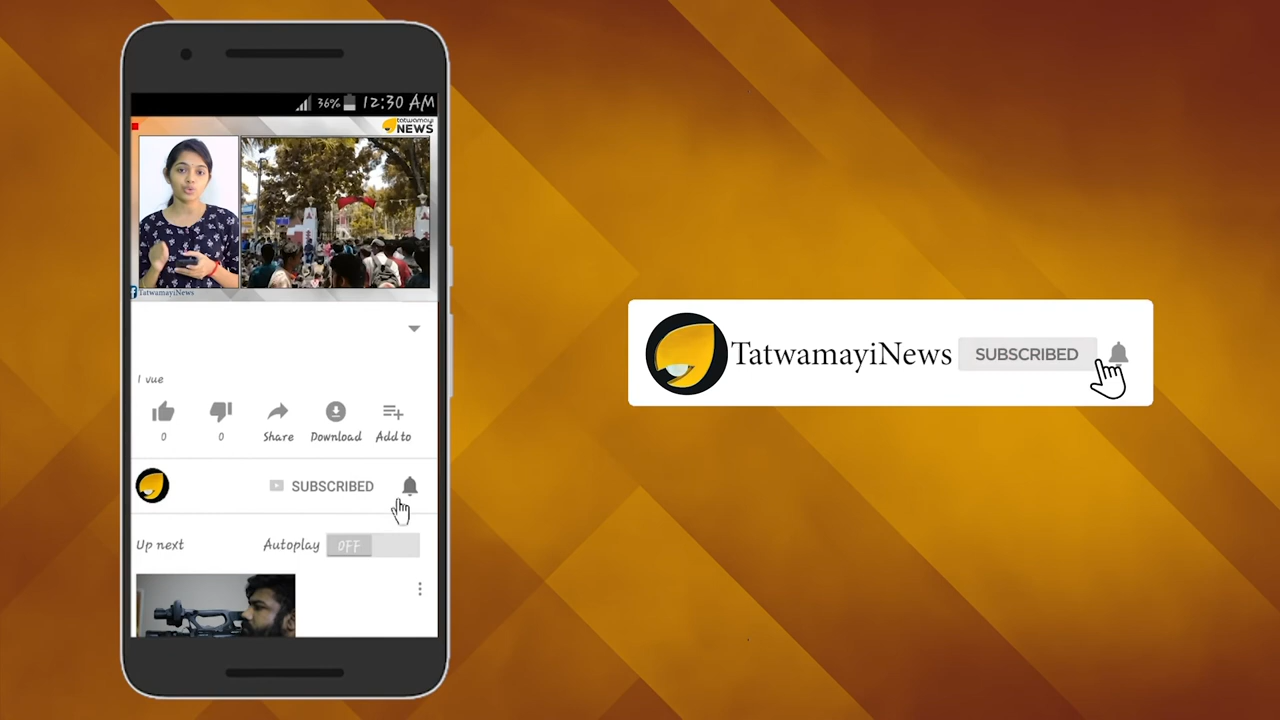 36% 12:30 AM
tatwamayi
NEWS
TatwamayiNews
1 vue
0 0 Share Download Add to
SUBSCRIBED
Up next Autoplay OFF
TatwamayiNews SUBSCRIBED